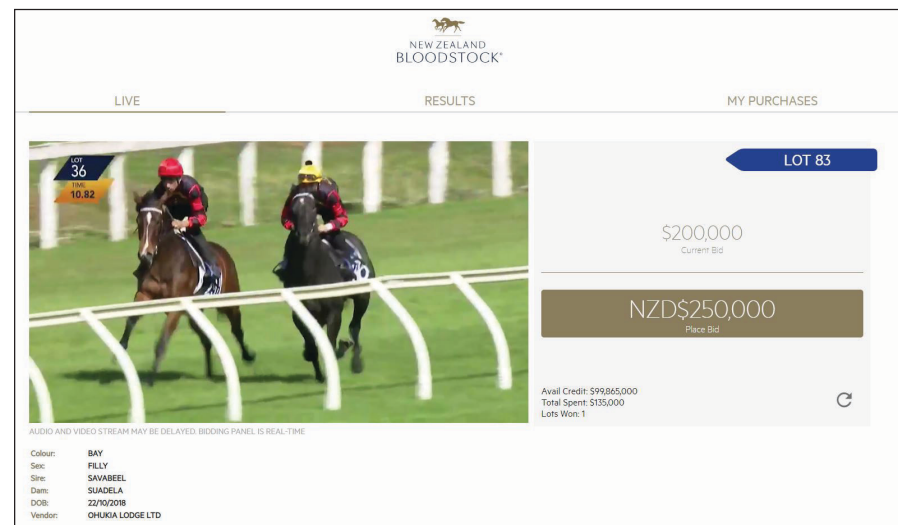 NEW ZEALAND
BLOODSTOCK®
LIVE
RESULTS
MY PURCHASES
LOT
36
TIME
10.82
LOT 83
$200,000
Current Bid
NZD$250,000
Place Bid
Avail Credit: $99,865,000
Total Spent: $135,000
Lots Won: 1
AUDIO AND VIDEO STREAM MAY BE DELAYED. BIDDING PANEL IS REAL-TIME
Colour: BAY
Sex: FILLY
Sire: SAVABEEL
Dam: SUADELA
DOB: 22/10/2018
Vendor: OHUKIA LODGE LTD